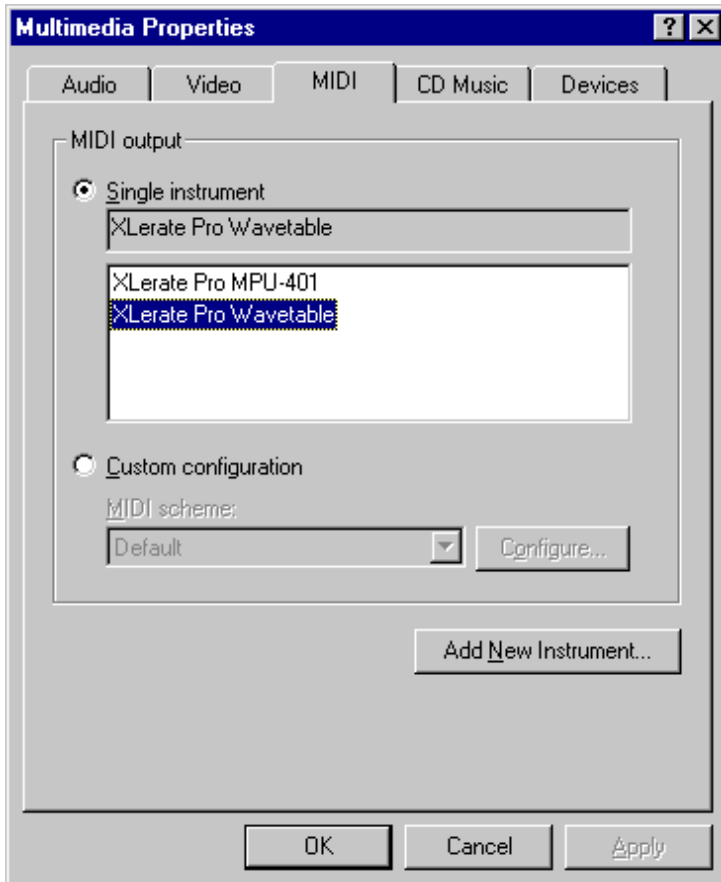 Multimedia Properties
Audio Video MIDI CD Music Devices
MIDI output
Single instrument
XLerate Pro Wavetable
XLerate Pro MPU-401
XLerate Pro Wavetable
Custom configuration
MIDI scheme:
Default Configure...
Add New Instrument...
OK Cancel Apply